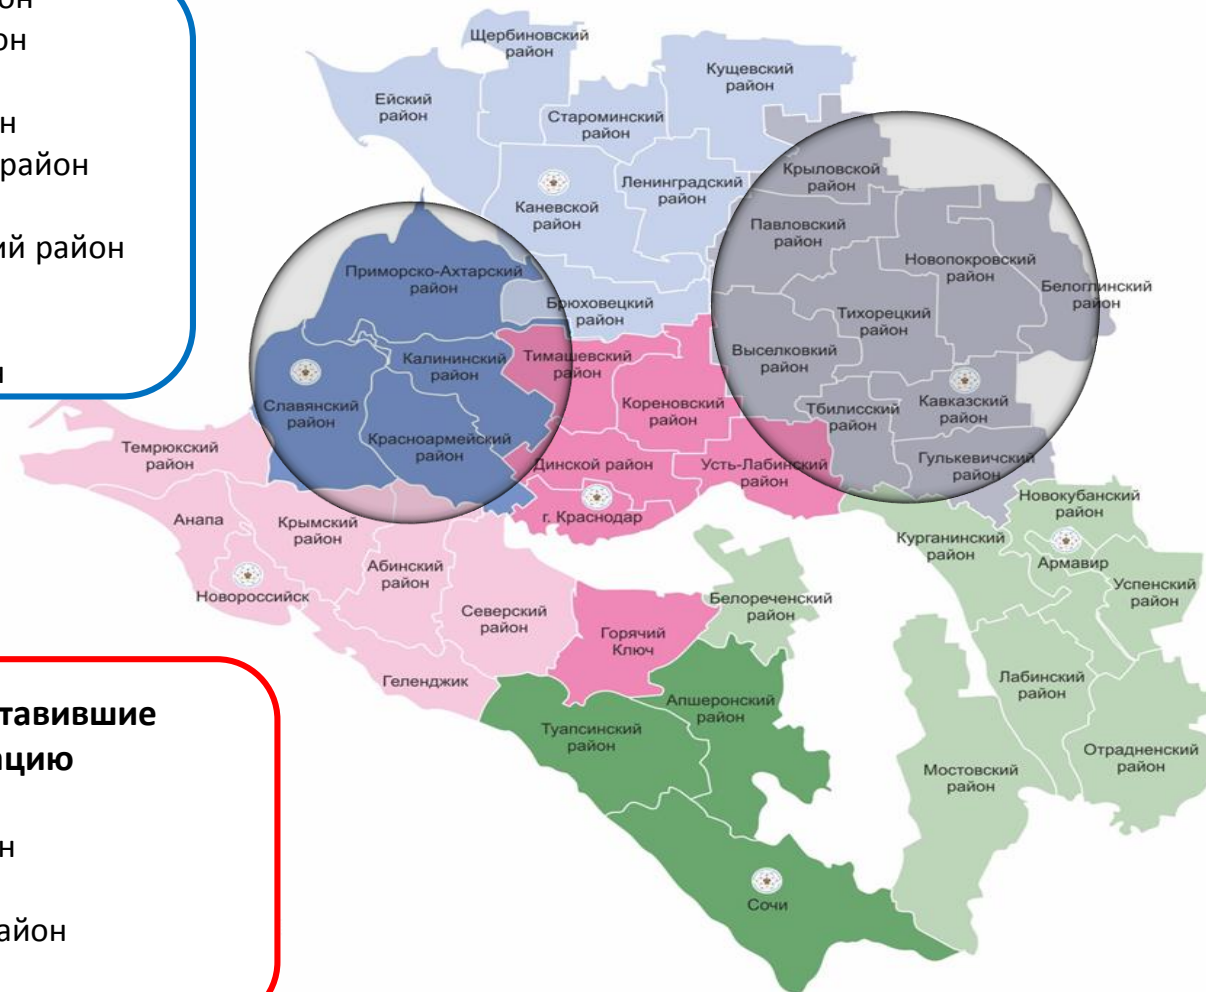 он
он
н
район
ий район
и
тавившие
ацию
н
айон
Щербиновский
район
Кущевский
район
Ейский
район
Староминский
район
Крыловской
район
Ленинградский
район
Каневской
район
Павловский
район
Новопокровский
район
Приморско-Ахтарский
район
Белоглинский
район
Брюховецкий
район
Тихорецкий
район
Выселковкий
район
Тимашевский
район
Калининский
район
Кавказский
район
Тбилисский
район
Кореновский
район
Славянский
район
Красноармейский
район
Темрюкский
район
Динской район
Усть-Лабинский
район
Гулькевичский
район
Новокубанский
район
г. Краснодар
Анапа
Крымский
район
Курганинский
район
Армавир
Абинский
район
Успенский
район
Новороссийск
Белореченский
район
Северский
район
Горячий
Ключ
Лабинский
район
Геленджик
Апшеронский
район
Туапсинский
район
Отрадненский
район
Мостовский
район
Сочи